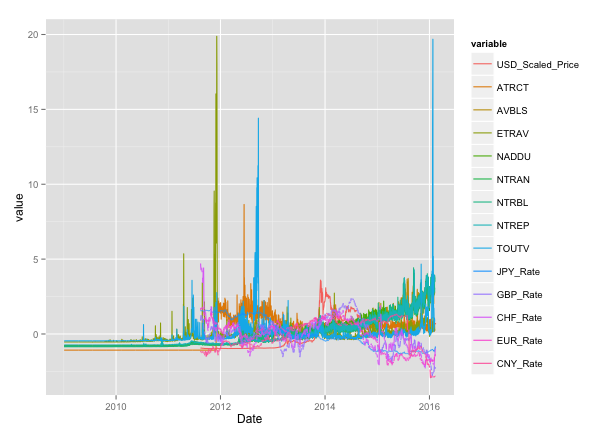 20
15
10
5
0
value
2010
2012
2014
2016
Date
variable
USD_Scaled_Price
ATRCT
AVBLS
ETRAV
NADDU
NTRAN
NTRBL
NTREP
TOUTV
JPY_Rate
GBP_Rate
CHF_Rate
EUR_Rate
CNY_Rate